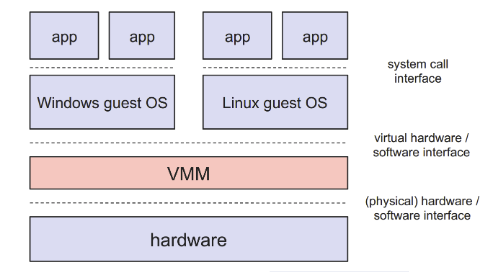 app
app
app
app
system call
interface
Windows guest OS
Linux guest OS
virtual hardware /
software interface
VMM
(physical) hardware /
software interface
hardware